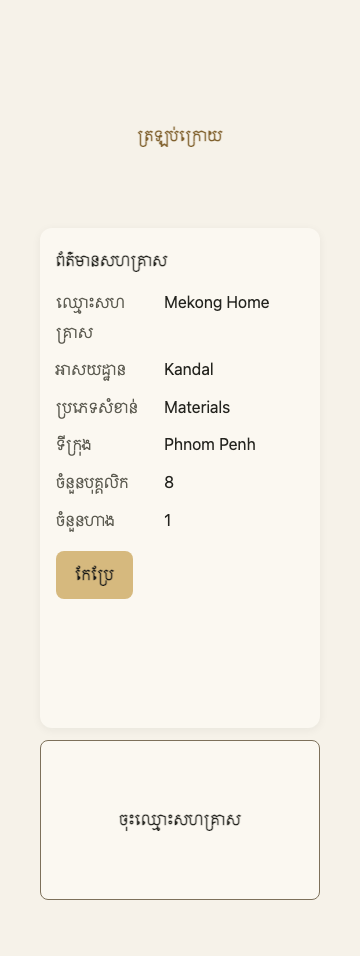 ត្រឡប់ក្រោយ
ព័ត៌មានសហគ្រាស
ឈ្មោះសហ
គ្រាស
Mekong Home
អាសយដ្ឋាន Kandal
ប្រភេទសំខាន់ Materials
ទីក្រុង Phnom Penh
ចំនួនបុគ្គលិក 8
ចំនួនហាង 1
កែប្រែ
ចុះឈ្មោះសហគ្រាស